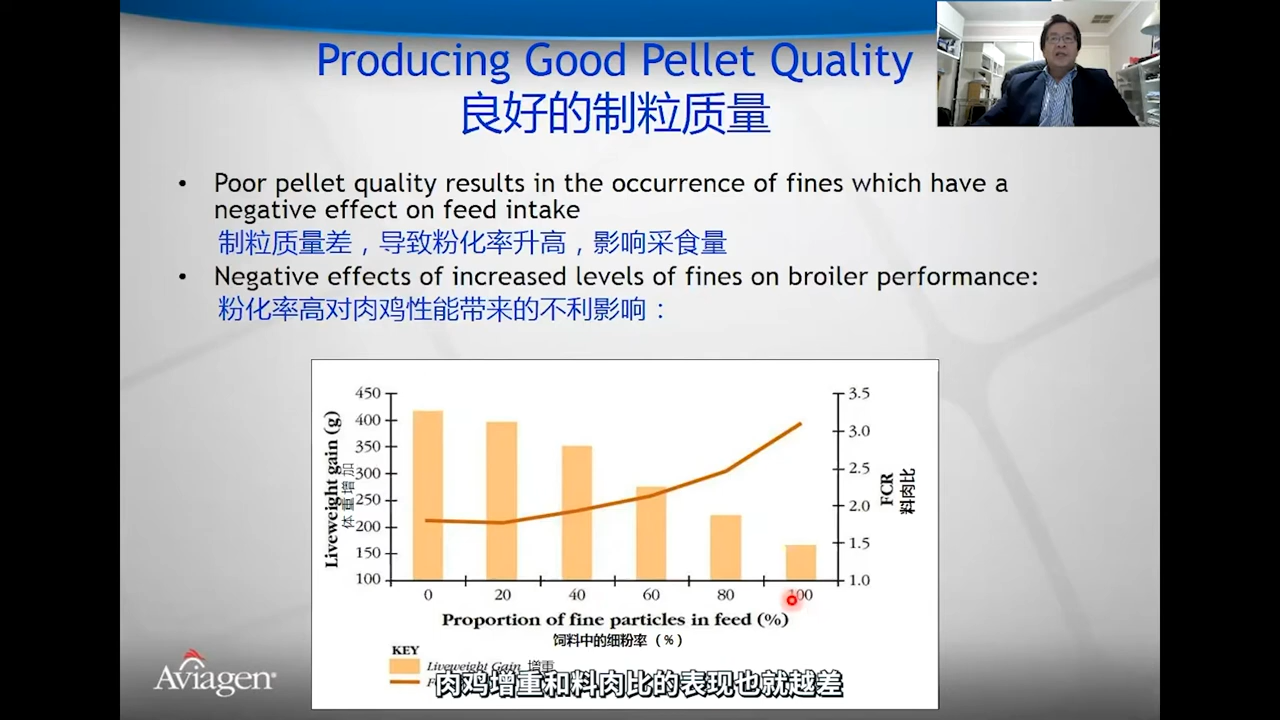 Producing Good Pellet Quality
良好的制粒质量
• Poor pellet quality results in the occurrence of fines which have a
negative effect on feed intake
制粒质量差，导致粉化率升高，影响采食量
• Negative effects of increased levels of fines on broiler performance:
粉化率高对肉鸡性能带来的不利影响：
Liveweight gain (g)
体重增加
450
400
350
300
250
200
150
100
3.5
3.0
2.5
2.0
1.5
1.0
FCR
料肉比
0 20 40 60 80 100
Proportion of fine particles in feed (%)
饲料中的细粉率（%）
KEY
Liveweight Gain 增重
肉鸡增重和料肉比的表现也就越差
Aviagen